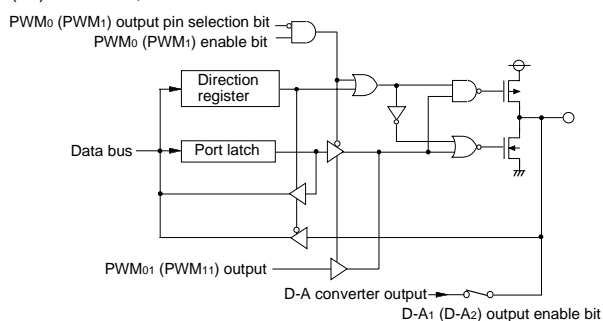 PWM0 (PWM1) output pin selection bit
PWM0 (PWM1) enable bit
Direction
register
Data bus
Port latch
PWM01 (PWM11) output
D-A converter output
D-A1 (D-A2) output enable bit